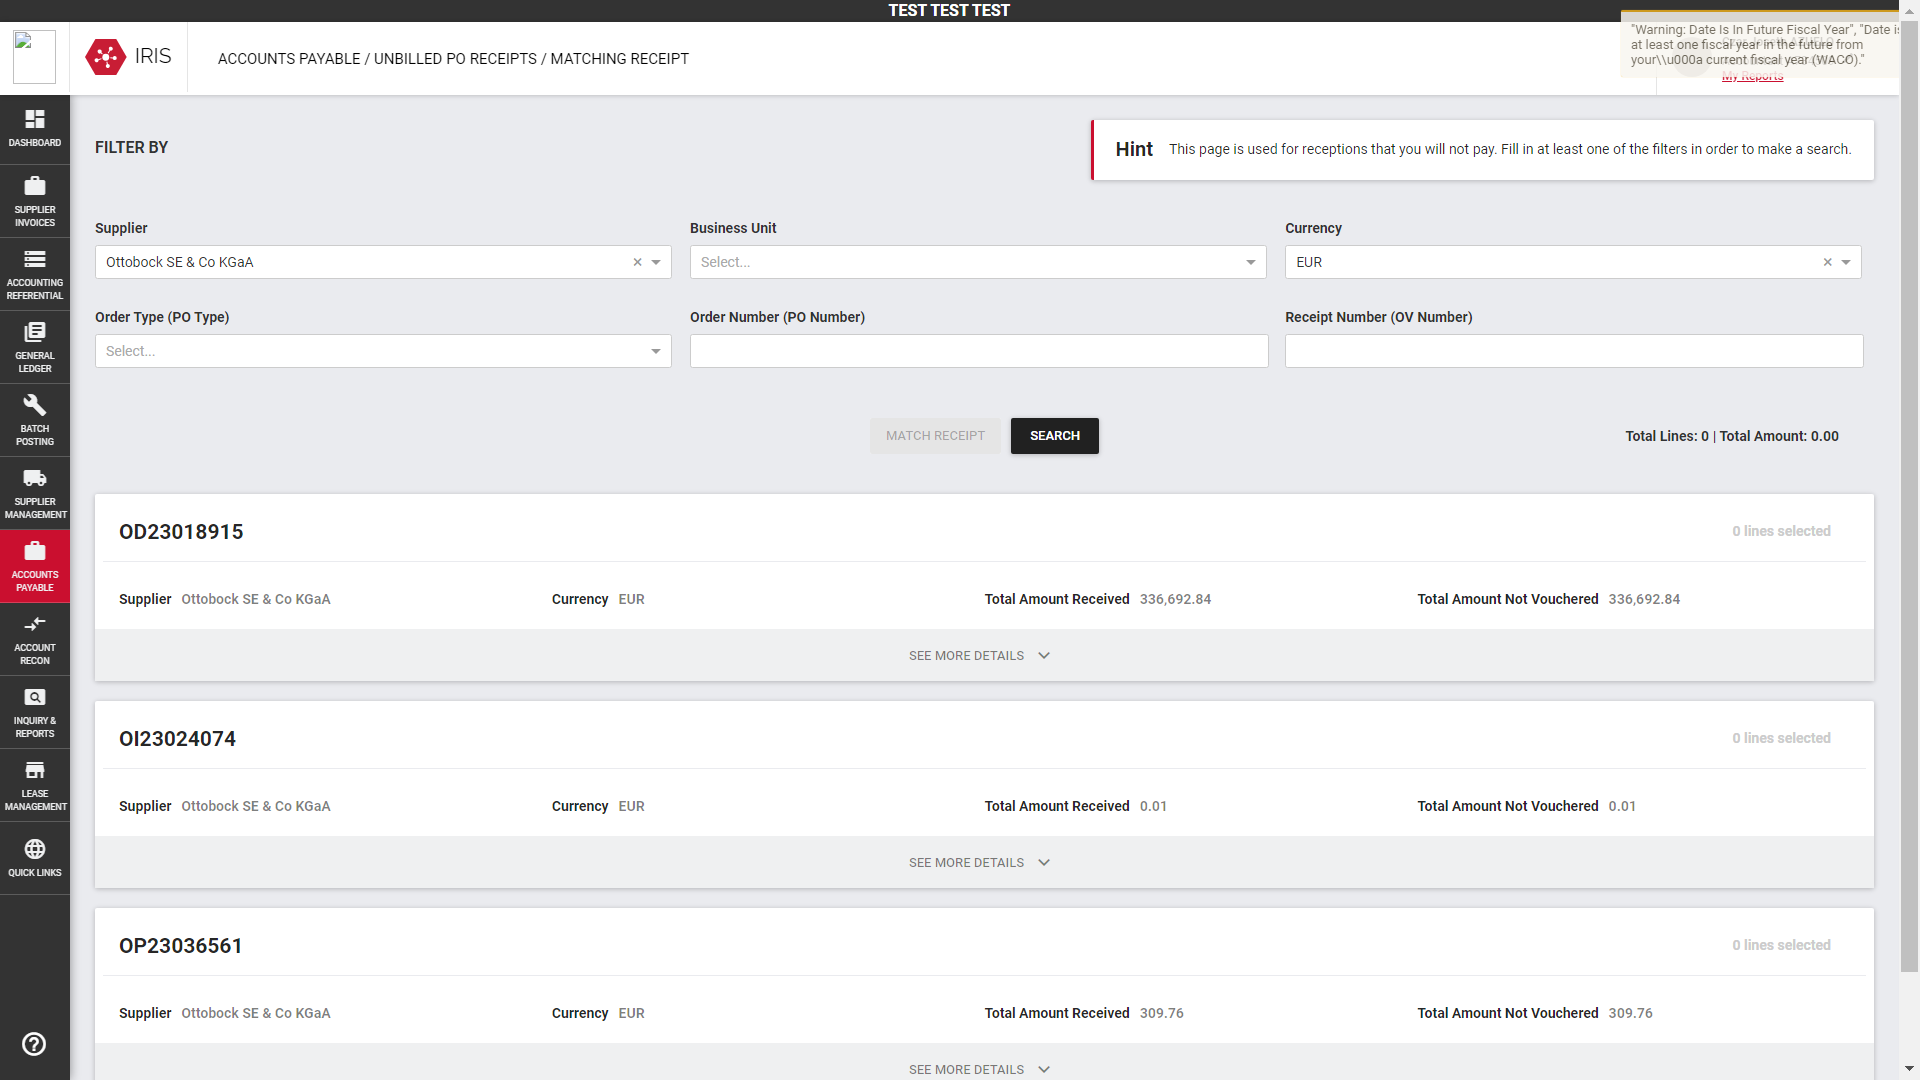 TEST TEST TEST
IRIS
ACCOUNTS PAYABLE / UNBILLED PO RECEIPTS / MATCHING RECEIPT
"Warning: Date Is In Future Fiscal Year", "Date is
at least one fiscal year in the future from
your\\u000a current fiscal year (WACO)."
My Reports
DASHBOARD
SUPPLIER
INVOICES
ACCOUNTING
REFERENTIAL
GENERAL
LEDGER
BATCH
POSTING
SUPPLIER
MANAGEMENT
ACCOUNTS
PAYABLE
ACCOUNT
RECON
INQUIRY &
REPORTS
LEASE
MANAGEMENT
QUICK LINKS
FILTER BY
Hint This page is used for receptions that you will not pay. Fill in at least one of the filters in order to make a search.
Supplier Business Unit Currency
Ottobock SE & Co KGaA Select... EUR
Order Type (PO Type) Order Number (PO Number) Receipt Number (OV Number)
Select...
MATCH RECEIPT SEARCH Total Lines: 0 | Total Amount: 0.00
OD23018915 0 lines selected
Supplier Ottobock SE & Co KGaA Currency EUR Total Amount Received 336,692.84 Total Amount Not Vouchered 336,692.84
SEE MORE DETAILS
OI23024074 0 lines selected
Supplier Ottobock SE & Co KGaA Currency EUR Total Amount Received 0.01 Total Amount Not Vouchered 0.01
SEE MORE DETAILS
OP23036561 0 lines selected
Supplier Ottobock SE & Co KGaA Currency EUR Total Amount Received 309.76 Total Amount Not Vouchered 309.76
SEE MORE DETAILS